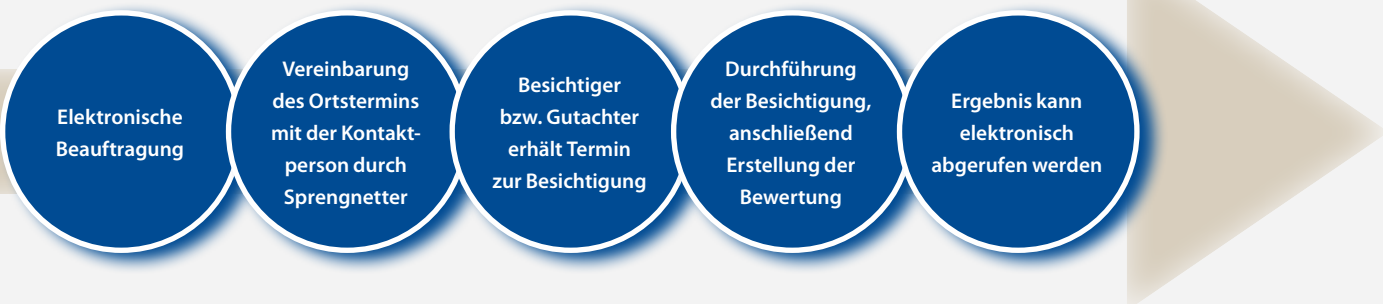 Elektronische
Beauftragung
Vereinbarung
des Ortstermins
mit der Kontakt-
person durch
Sprengnetter
Besichtiger
bzw. Gutachter
erhält Termin
zur Besichtigung
Durchführung
der Besichtigung,
anschließend
Erstellung der
Bewertung
Ergebnis kann
elektronisch
abgerufen werden